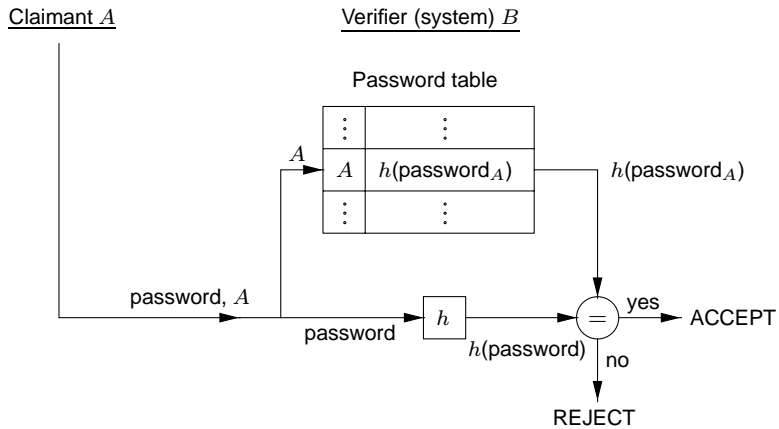 Claimant A
Verifier (system) B
Password table
⋮ ⋮
A
A h(password_A)
h(password_A)
⋮ ⋮
password, A
password
h
h(password)
=
yes
ACCEPT
no
REJECT